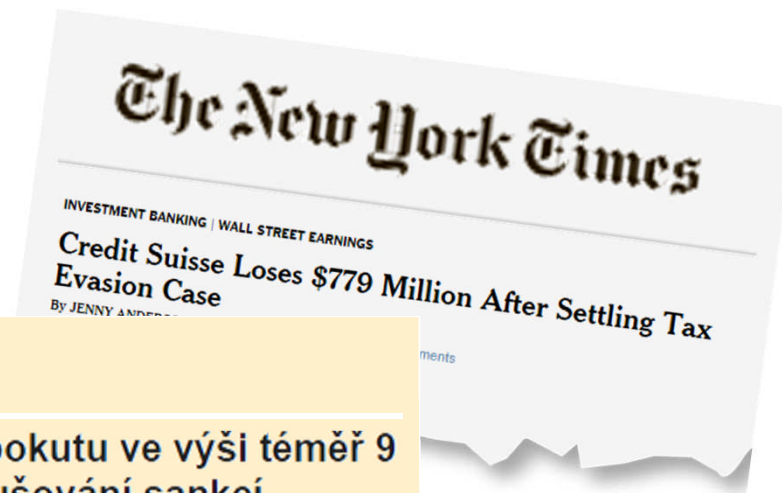 The New York Times
INVESTMENT BANKING | WALL STREET EARNINGS
Credit Suisse Loses $779 Million After Settling Tax
Evasion Case
By JENNY
pokutu ve výši téměř 9
sankcí